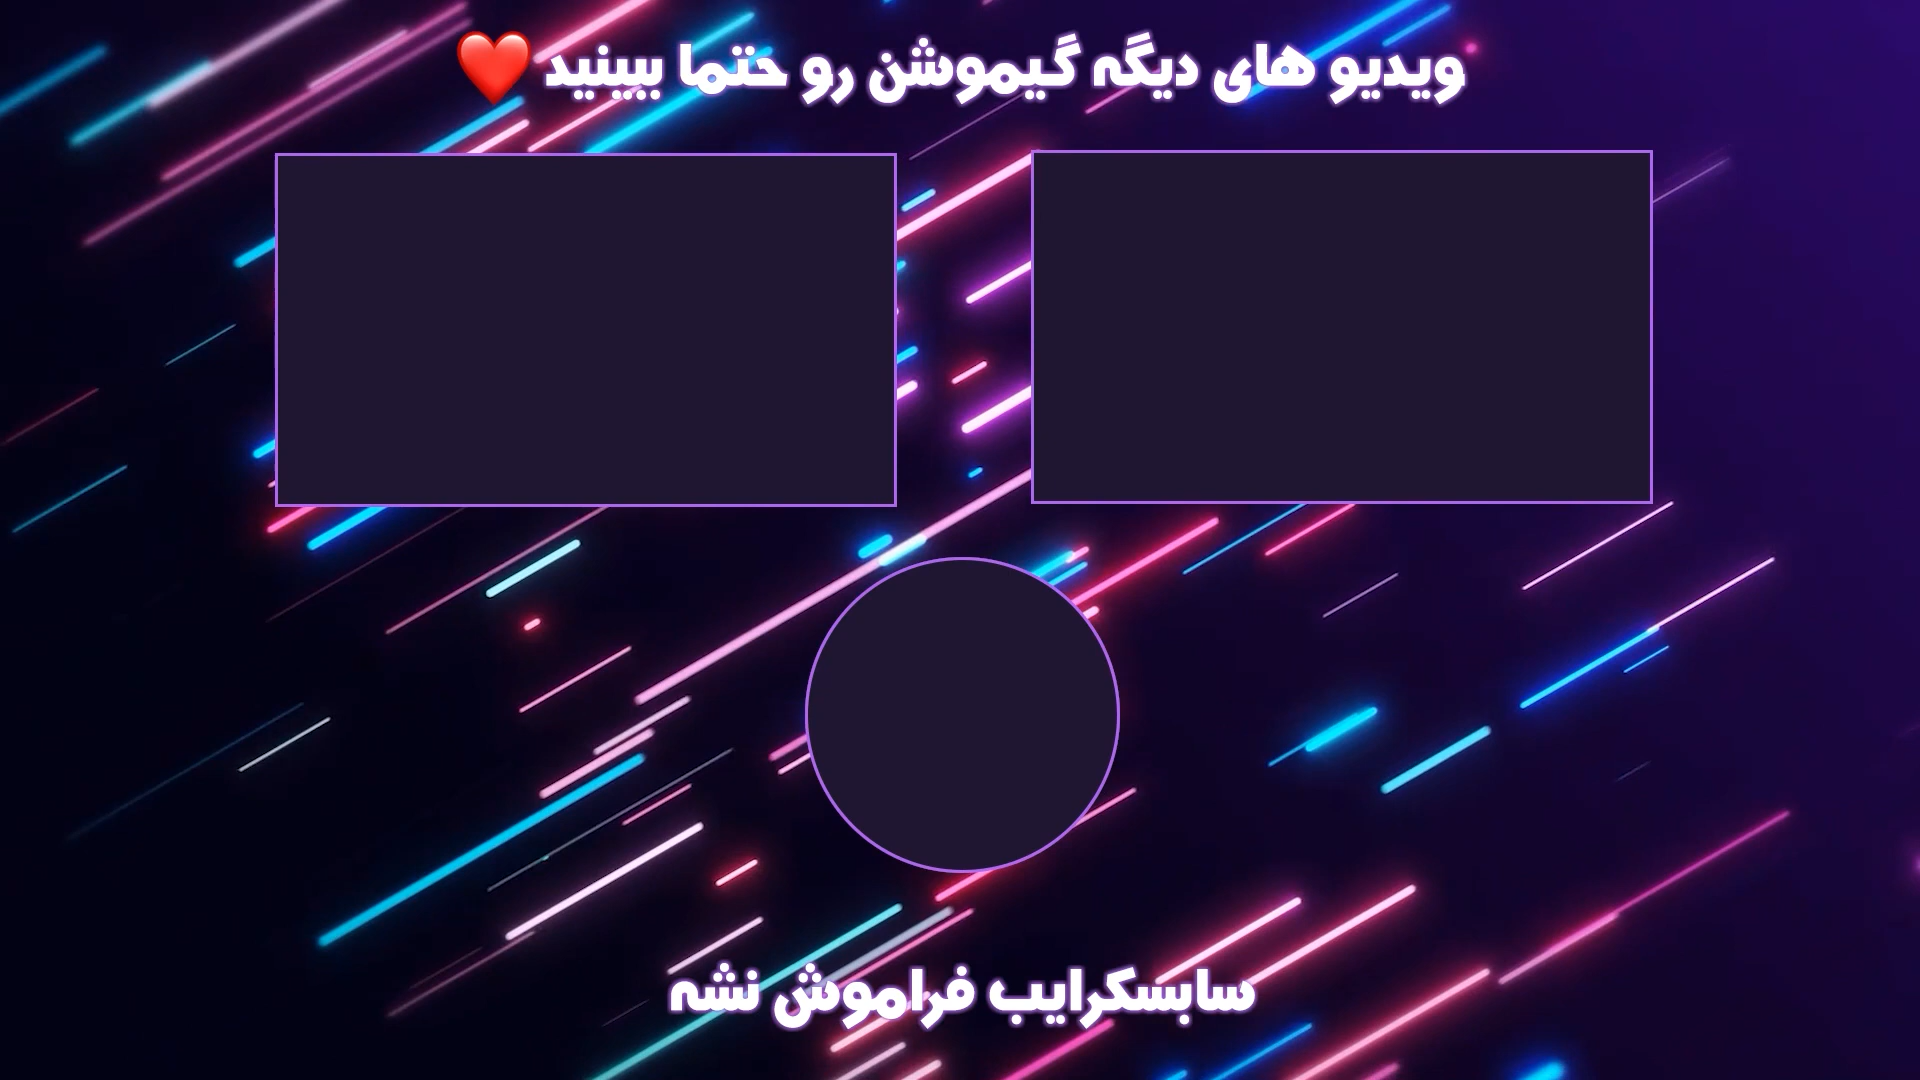 ویدیو های دیگه گیموشن رو حتما ببینید ❤️
سابسکرایب فراموش نشه